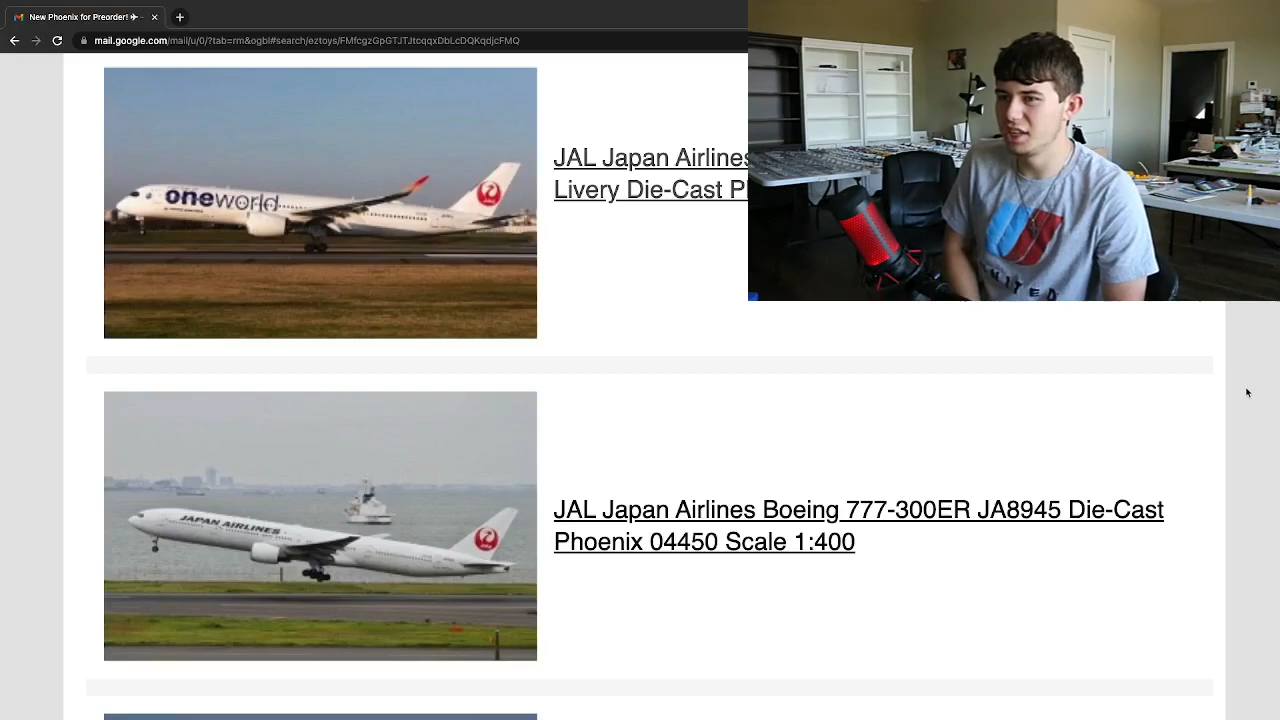 New Phoenix for Preorder! ✈ -
mail.google.com/mail/u/0/?tab=rm&ogbl#search/eztoys/FMfcgzGpGTJTJtcqqxDbLcDQKqdjcFMQ
oneworld
JAL Japan Airlines
Livery Die-Cast
UNITED
JAPAN AIRLINES
JAL Japan Airlines Boeing 777-300ER JA8945 Die-Cast
Phoenix 04450 Scale 1:400